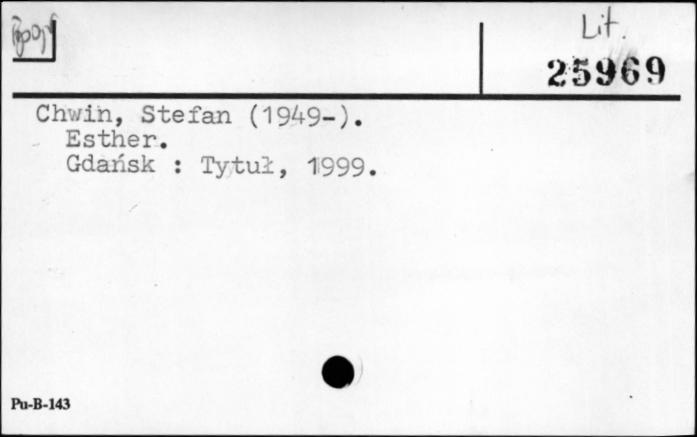 Lit.
25969
Chwin, Stefan (1949-).
Esther.
Gdańsk : Tytuł, 1999.
Pu-B-143